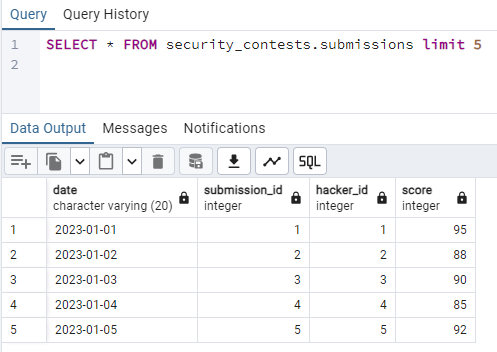 Query Query History
1 SELECT * FROM security_contests.submissions limit 5
2
Data Output Messages Notifications
SQL
date submission_id hacker_id score
character varying (20) integer integer integer
1 2023-01-01 1 1 95
2 2023-01-02 2 2 88
3 2023-01-03 3 3 90
4 2023-01-04 4 4 85
5 2023-01-05 5 5 92